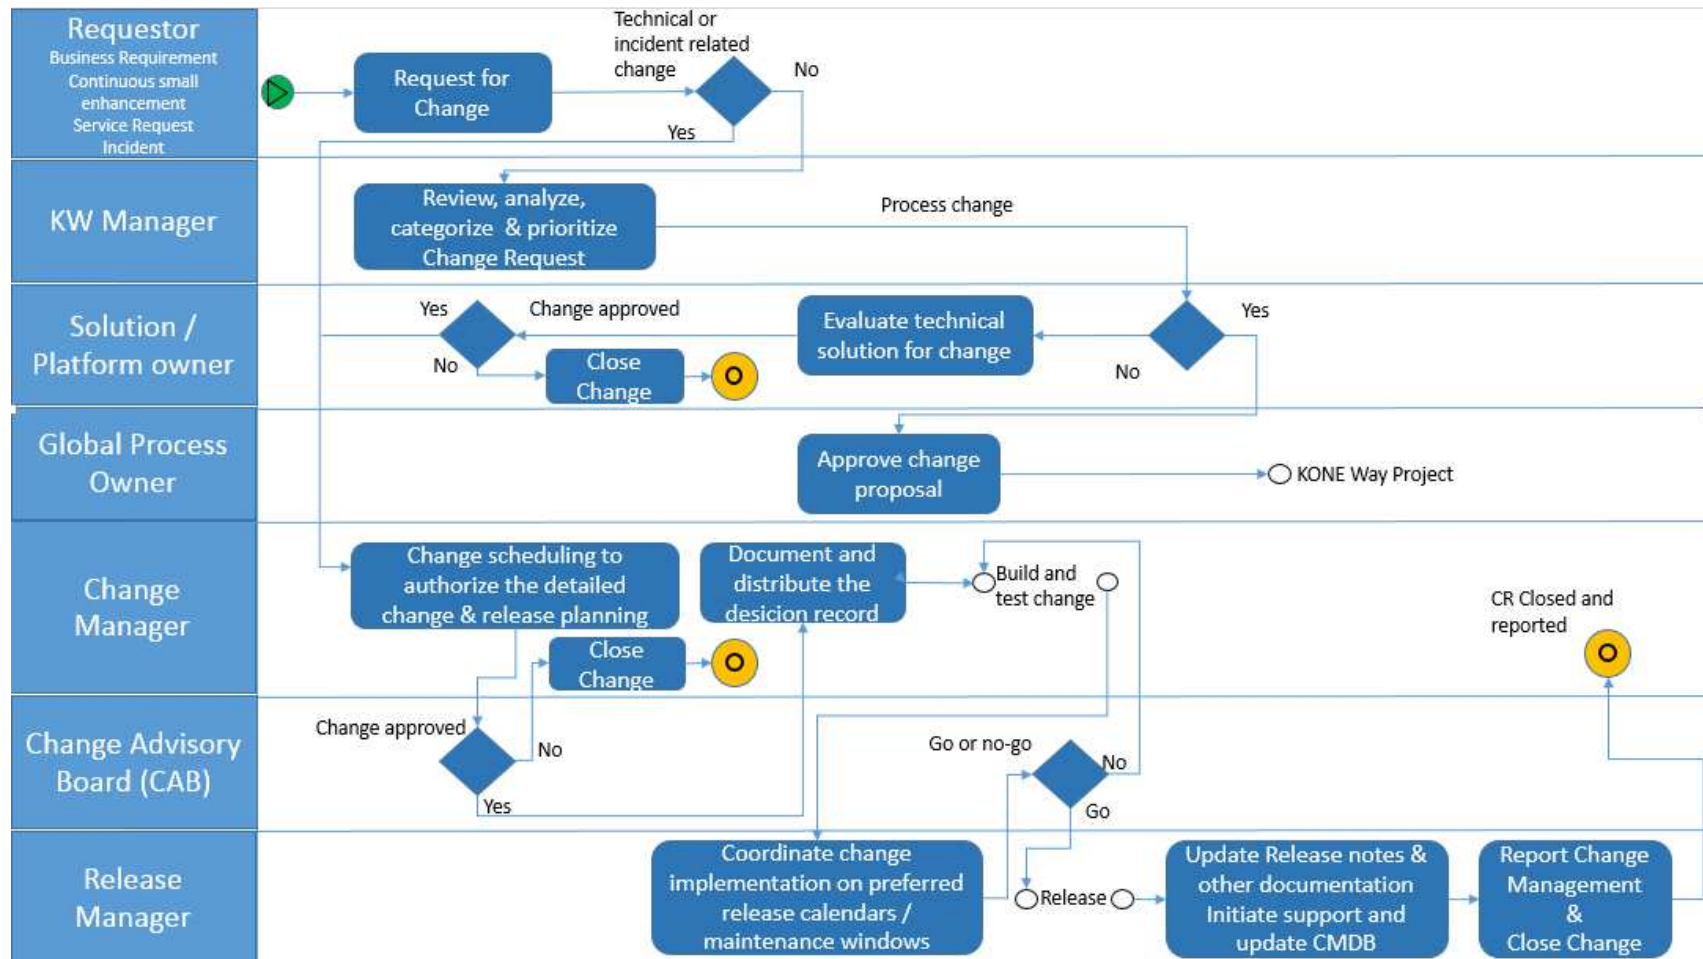 Requestor
Business Requirement
Continuous small
enhancement
Service Request
Incident
Request for
Change
Technical or
incident related
change
No
Yes
KW Manager
Review, analyze,
categorize & prioritize
Change Request
Process change
Solution /
Platform owner
Yes
Change approved
No
Close
Change
Evaluate technical
solution for change
Yes
No
Global Process
Owner
Approve change
proposal
KONE Way Project
Change
Manager
Change scheduling to
authorize the detailed
change & release planning
Document and
distribute the
desicion record
Build and
test change
Close
Change
CR Closed and
reported
Change Advisory
Board (CAB)
Change approved
No
Yes
Go or no-go
No
Go
Release
Manager
Coordinate change
implementation on preferred
release calendars /
maintenance windows
Release
Update Release notes &
other documentation
Initiate support and
update CMDB
Report Change
Management
&
Close Change